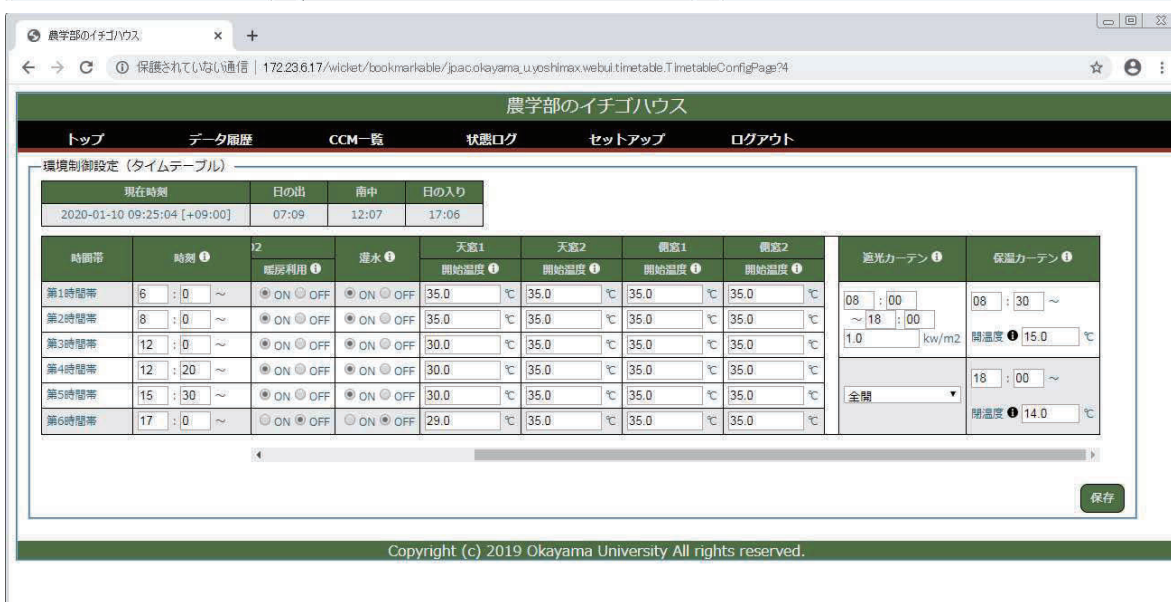 農学部のイチゴハウス
保護されていない通信 | 172.23.6.17/wicket/bookmarkable/jp.ac.okayama_u.yoshimax.webui.timetable.TimetableConfigPage?4
農学部のイチゴハウス
トップ データ履歴 CCM一覧 状態ログ セットアップ ログアウト
環境制御設定（タイムテーブル）
現在時刻 日の出 南中 日の入り
2020-01-10 09:25:04 [+09:00] 07:09 12:07 17:06
時間帯 時刻 灌水 天窓1 天窓2 側窓1 側窓2 遮光カーテン 保温カーテン
暖房利用 開始温度 開始温度 開始温度 開始温度
第1時間帯 6 : 0 ～ ON OFF ON OFF 35.0 ℃ 35.0 ℃ 35.0 ℃ 35.0 ℃
第2時間帯 8 : 0 ～ ON OFF ON OFF 35.0 ℃ 35.0 ℃ 35.0 ℃ 35.0 ℃
第3時間帯 12 : 0 ～ ON OFF ON OFF 30.0 ℃ 35.0 ℃ 35.0 ℃ 35.0 ℃
第4時間帯 12 : 20 ～ ON OFF ON OFF 30.0 ℃ 35.0 ℃ 35.0 ℃ 35.0 ℃
第5時間帯 15 : 30 ～ ON OFF ON OFF 30.0 ℃ 35.0 ℃ 35.0 ℃ 35.0 ℃
第6時間帯 17 : 0 ～ ON OFF ON OFF 29.0 ℃ 35.0 ℃ 35.0 ℃ 35.0 ℃
08 : 00
～ 18 : 00
1.0 kw/m2
全開
08 : 30 ～
開温度 15.0 ℃
18 : 00 ～
閉温度 14.0 ℃
保存
Copyright (c) 2019 Okayama University All rights reserved.